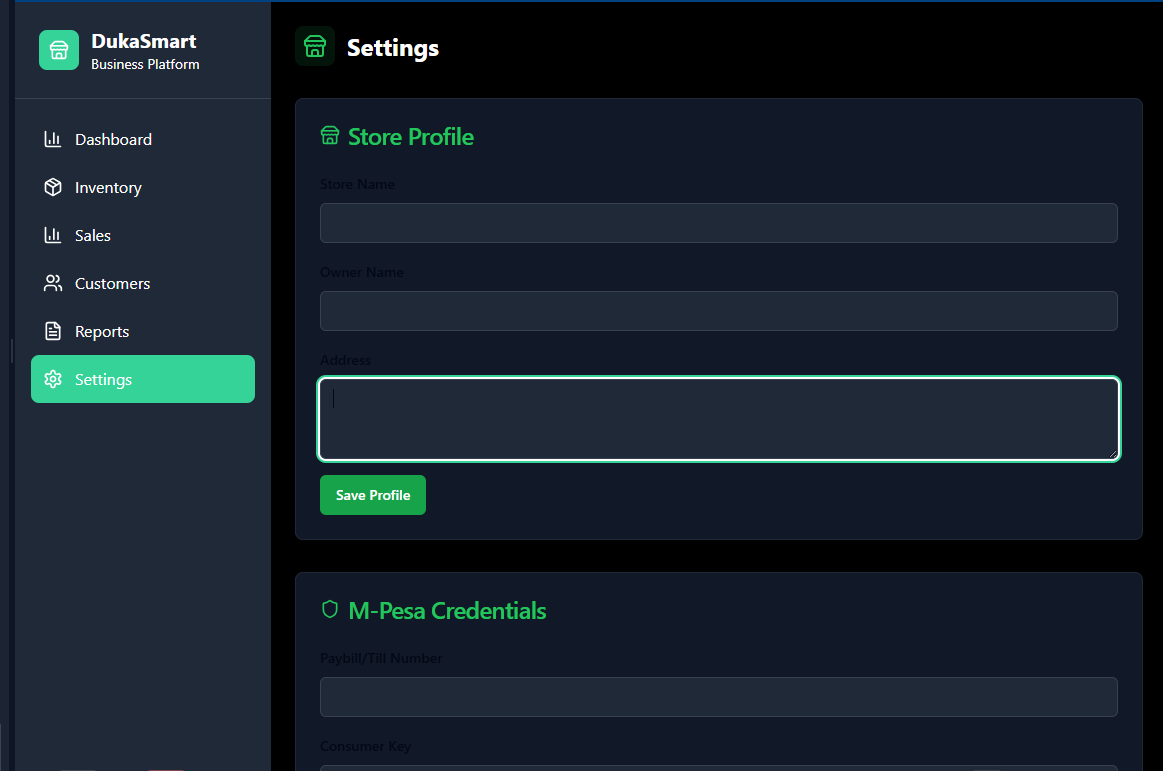 DukaSmart
Business Platform
Dashboard
Inventory
Sales
Customers
Reports
Settings
Settings
Store Profile
Store Name
Owner Name
Address
Save Profile
M-Pesa Credentials
Paybill/Till Number
Consumer Key